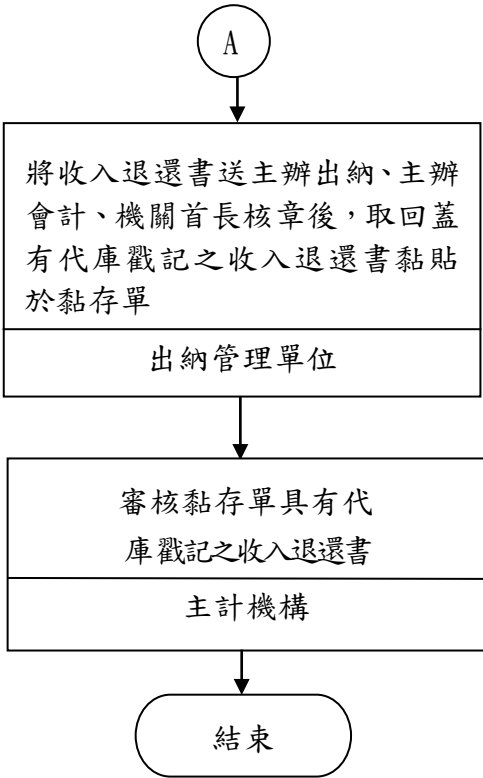 A
將收入退還書送主辦出納、主辦
會計、機關首長核章後，取回蓋
有代庫戳記之收入退還書黏貼
於黏存單
出納管理單位
審核黏存單具有代
庫戳記之收入退還書
主計機構
結束